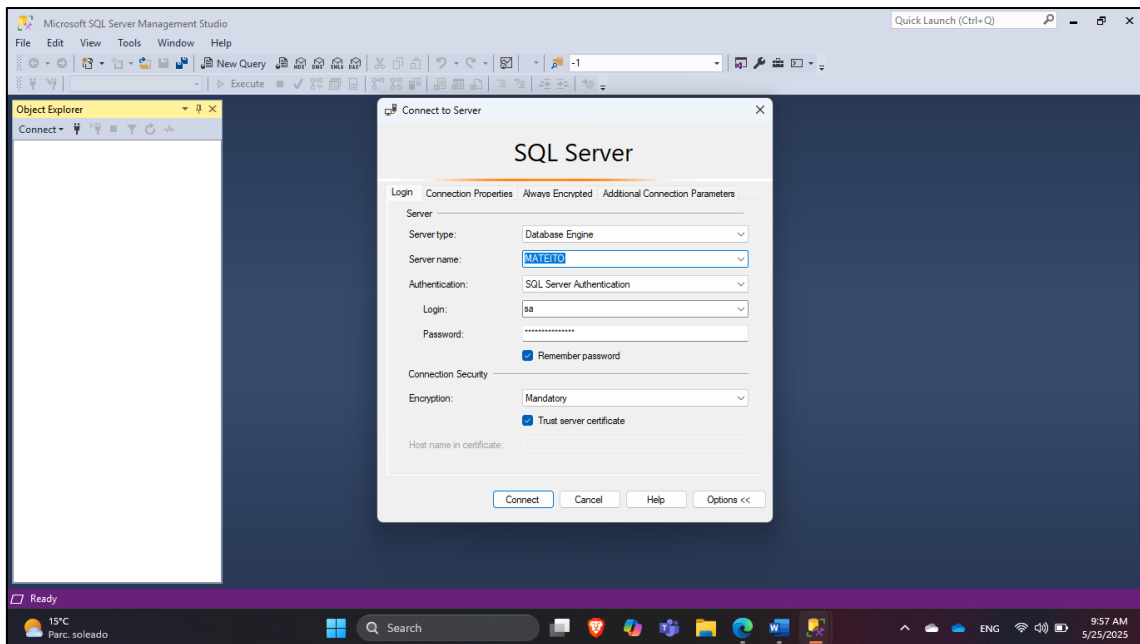 Microsoft SQL Server Management Studio
Quick Launch (Ctrl+Q)
File Edit View Tools Window Help
New Query MDX DMX XMLA DAX -1
Execute
Object Explorer
Connect
Connect to Server
SQL Server
Login Connection Properties Always Encrypted Additional Connection Parameters
Server
Server type: Database Engine
Server name: MATEITO
Authentication: SQL Server Authentication
Login: sa
Password: ***************
Remember password
Connection Security
Encryption: Mandatory
Trust server certificate
Host name in certificate:
Connect Cancel Help Options <<
Ready
15°C
Parc. soleado
Search
ENG
9:57 AM
5/25/2025